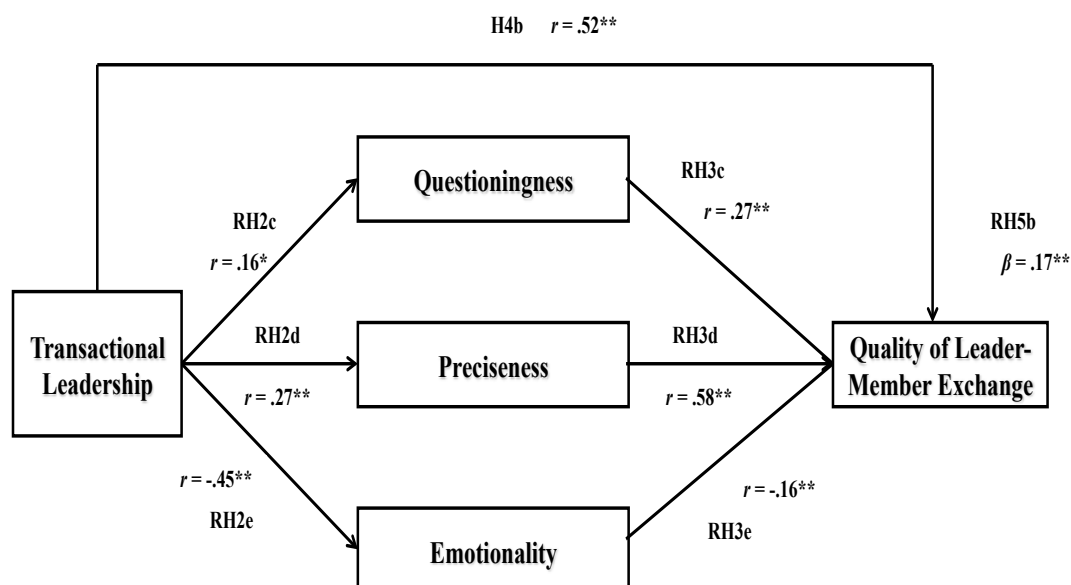 H4b r = .52**
Questioningness
RH3c
r = .27**
RH2c
r = .16*
RH5b
β = .17**
Transactional
Leadership
RH2d
r = .27**
Preciseness
RH3d
r = .58**
Quality of Leader-
Member Exchange
r = -.45**
RH2e
r = -.16**
RH3e
Emotionality